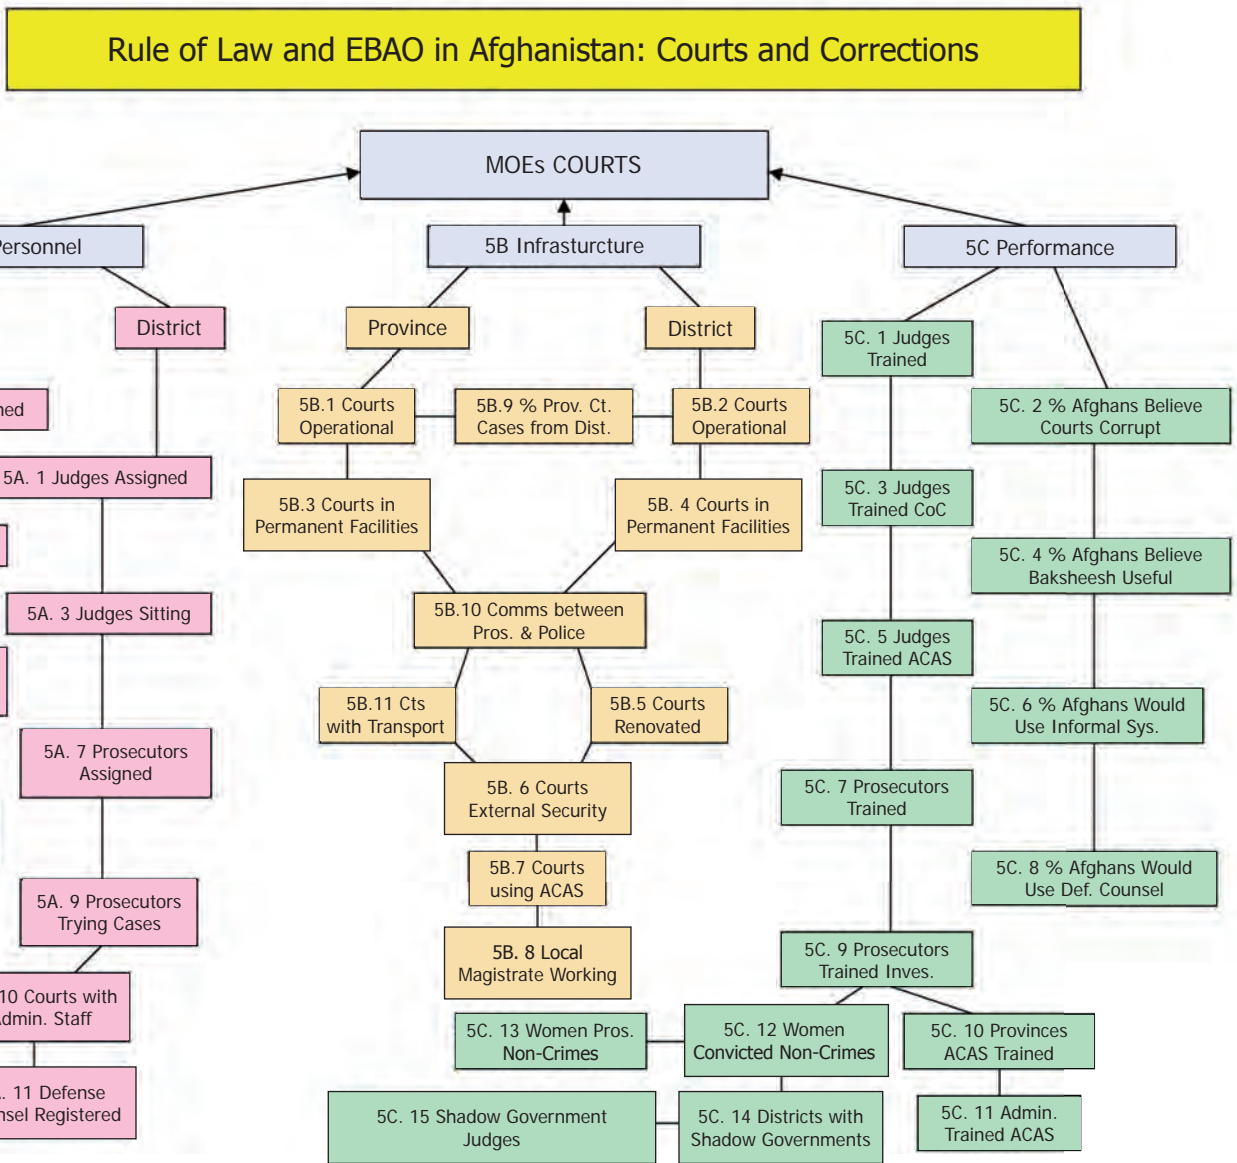 Rule of Law and EBAO in Afghanistan: Courts and Corrections
MOEs COURTS
Personnel
5B Infrasturcture
5C Performance
District
Province
District
5C. 1 Judges
Trained
5B.1 Courts
Operational
5B.9 % Prov. Ct.
Cases from Dist.
5B.2 Courts
Operational
5C. 2 % Afghans Believe
Courts Corrupt
5A. 1 Judges Assigned
5B.3 Courts in
Permanent Facilities
5B. 4 Courts in
Permanent Facilities
5C. 3 Judges
Trained CoC
5C. 4 % Afghans Believe
Baksheesh Useful
5A. 3 Judges Sitting
5B.10 Comms between
Pros. & Police
5C. 5 Judges
Trained ACAS
5B.11 Cts
with Transport
5B.5 Courts
Renovated
5C. 6 % Afghans Would
Use Informal Sys.
5A. 7 Prosecutors
Assigned
5B. 6 Courts
External Security
5C. 7 Prosecutors
Trained
5B.7 Courts
using ACAS
5C. 8 % Afghans Would
Use Def. Counsel
5A. 9 Prosecutors
Trying Cases
5B. 8 Local
Magistrate Working
5C. 9 Prosecutors
Trained Inves.
10 Courts with
Admin. Staff
5C. 13 Women Pros.
Non-Crimes
5C. 12 Women
Convicted Non-Crimes
5C. 10 Provinces
ACAS Trained
11 Defense
nsel Registered
5C. 15 Shadow Government
Judges
5C. 14 Districts with
Shadow Governments
5C. 11 Admin.
Trained ACAS